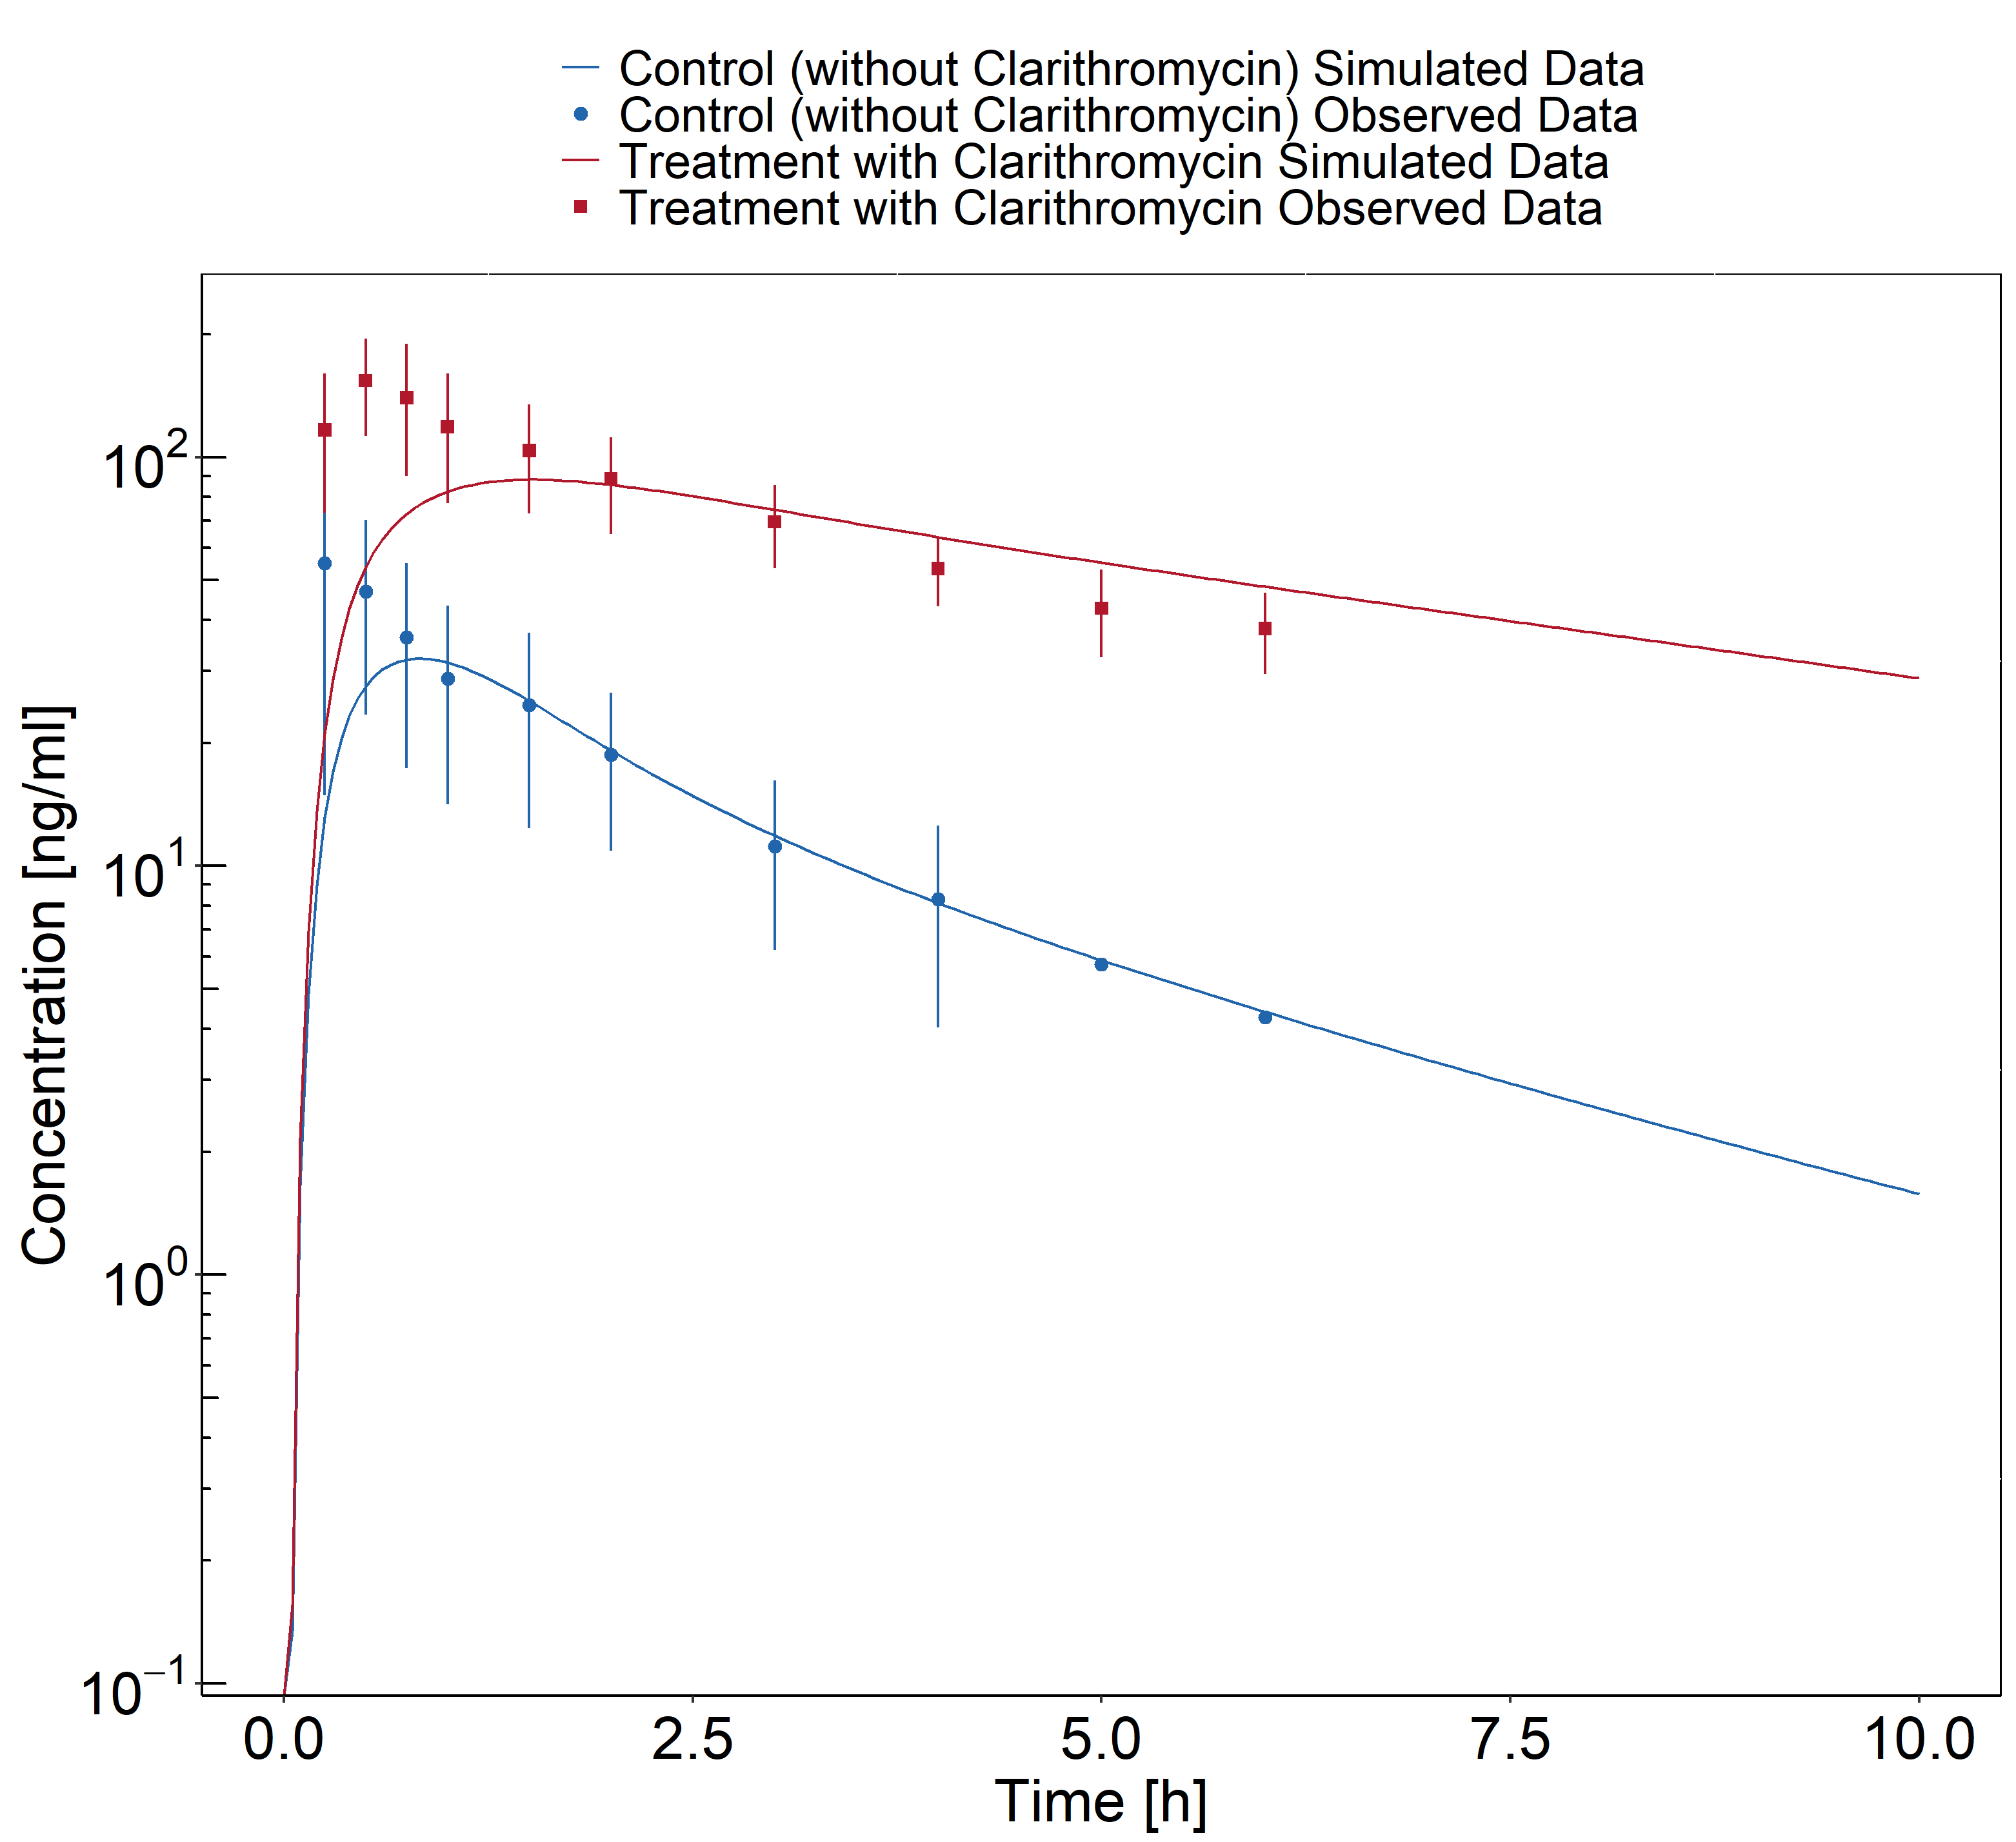 Control (without Clarithromycin) Simulated Data
Control (without Clarithromycin) Observed Data
Treatment with Clarithromycin Simulated Data
Treatment with Clarithromycin Observed Data
Concentration [ng/ml]
10²
10¹
10⁰
10⁻¹
0.0 2.5 5.0 7.5 10.0
Time [h]